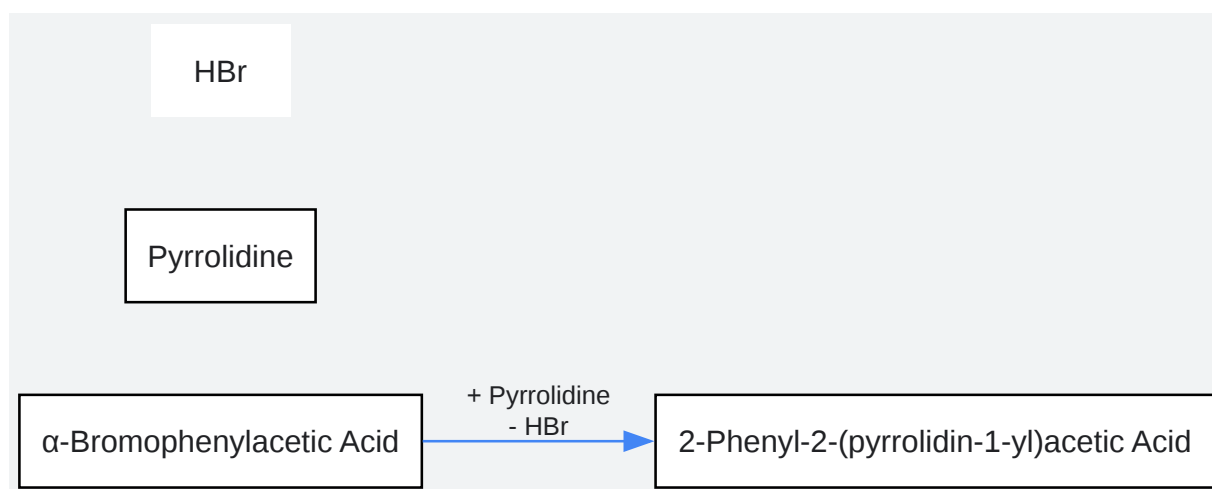 HBr
Pyrrolidine
+ Pyrrolidine
- HBr
α-Bromophenylacetic Acid
2-Phenyl-2-(pyrrolidin-1-yl)acetic Acid